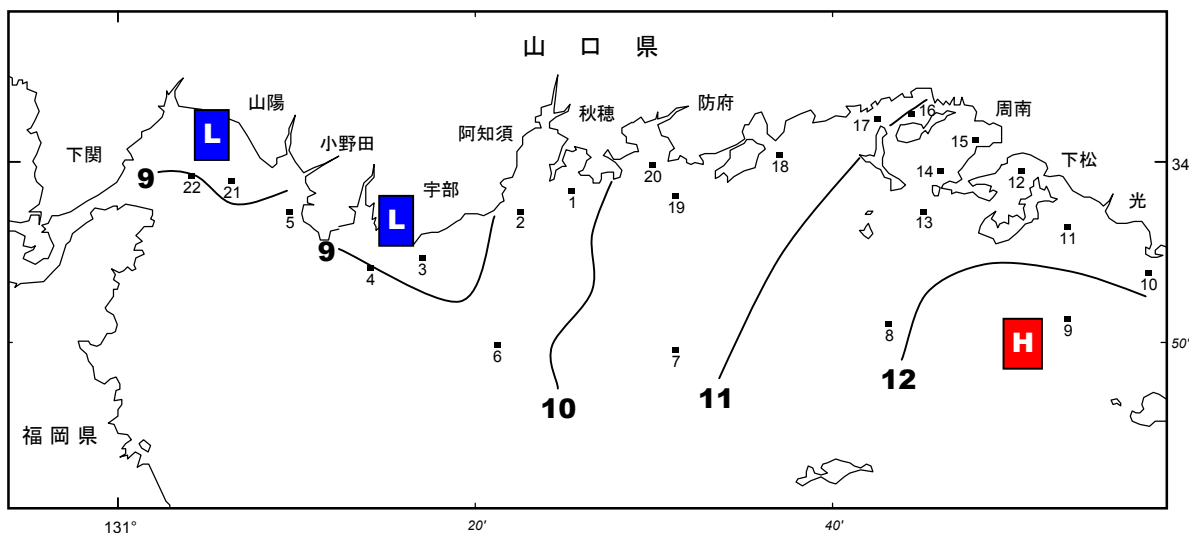 山 口 県
山陽
L
下関
9
22
21
5
小野田
宇部
L
9
4
3
阿知須
2
秋穂
1
防府
20
19
18
17
16
周南
15
14
13
下松
12
光
11
10
34
6
7
8
9
H
50'
10
11
12
福岡県
131°
20'
40'